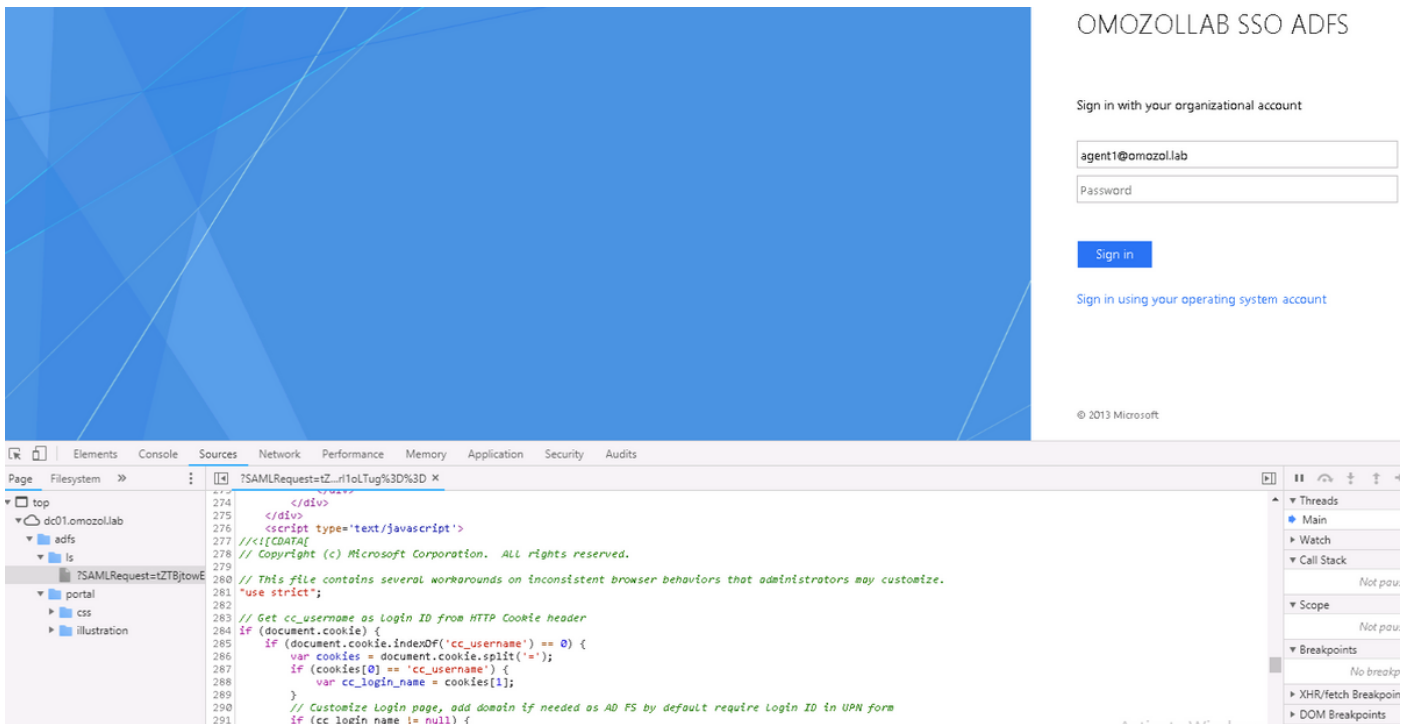 OMOZOLLAB SSO ADFS
Sign in with your organizational account
agent1@omozol.lab
Password
Sign in
Sign in using your operating system account
© 2013 Microsoft
Elements Console Sources Network Performance Memory Application Security Audits
Page Filesystem »
?SAMLRequest=tZ...rl1oLTug%3D%3D ×
top
dc01.omozol.lab
adfs
ls
?SAMLRequest=tZTBjtowE
portal
css
illustration
274 </div>
275 </div>
276 <script type='text/javascript'>
277 //<![CDATA[
278 // Copyright (c) Microsoft Corporation. All rights reserved.
279
280 // This file contains several workarounds on inconsistent browser behaviors that administrators may customize.
281 "use strict";
282
283 // Get cc_username as Login ID from HTTP Cookie header
284 if (document.cookie) {
285 if (document.cookie.indexOf('cc_username') == 0) {
286 var cookies = document.cookie.split('=');
287 if (cookies[0] == 'cc_username') {
288 var cc_login_name = cookies[1];
289 }
290 // Customize Login page, add domain if needed as AD FS by default require Login ID in UPN form
291 if (cc_login_name != null) {
Threads
Main
Watch
Call Stack
Not pau
Scope
Not pau
Breakpoints
No breakp
XHR/fetch Breakpoin
DOM Breakpoints